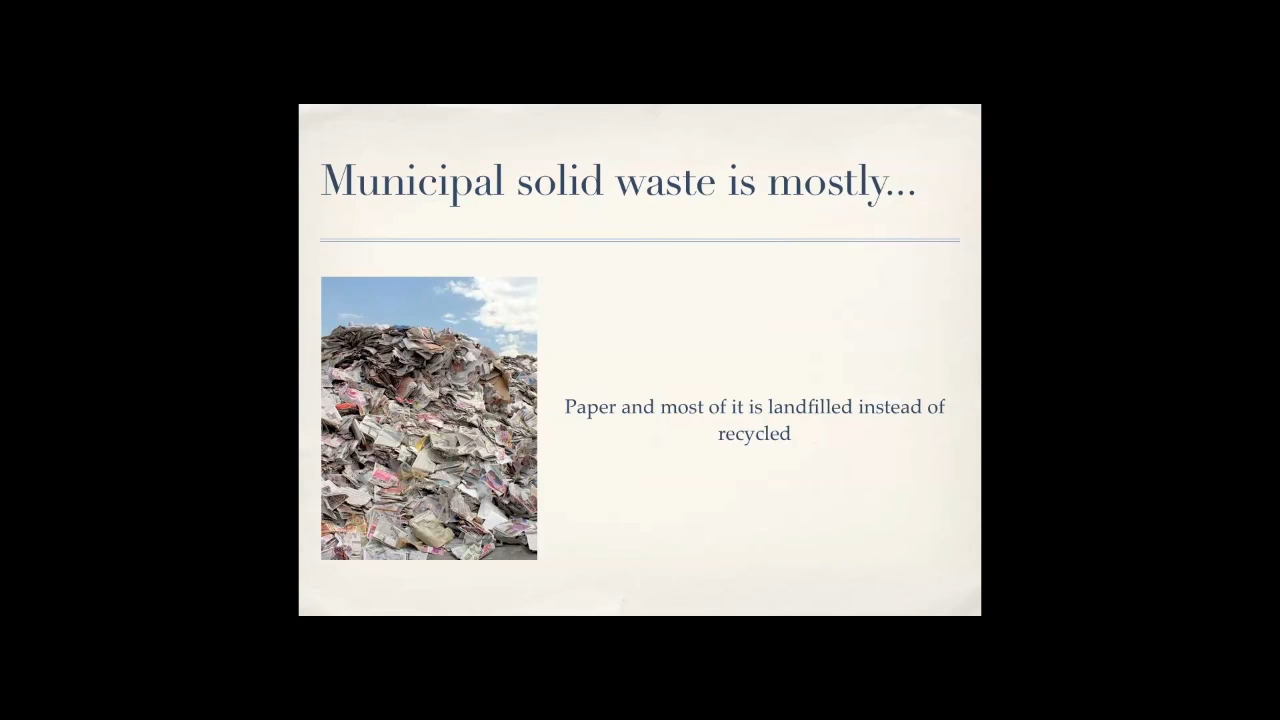 Municipal solid waste is mostly...
Paper and most of it is landfilled instead of
recycled